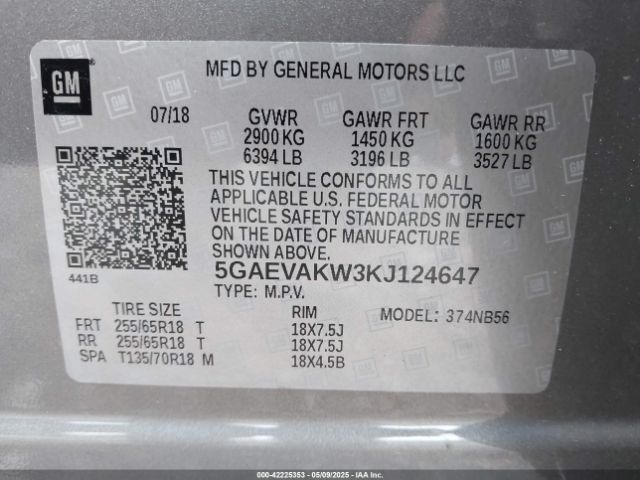 GM
MFD BY GENERAL MOTORS LLC
07/18 GVWR GAWR FRT GAWR RR
2900 KG 1450 KG 1600 KG
6394 LB 3196 LB 3527 LB
THIS VEHICLE CONFORMS TO ALL
APPLICABLE U.S. FEDERAL MOTOR
VEHICLE SAFETY STANDARDS IN EFFECT
ON THE DATE OF MANUFACTURE
SHOWN ABOVE.
441B 5GAEVAKW3KJ124647
TYPE: M.P.V.
TIRE SIZE RIM MODEL: 374NB56
FRT 255/65R18 T 18X7.5J
RR 255/65R18 T 18X7.5J
SPA T135/70R18 M 18X4.5B
000-42225353 - 05/09/2025 - IAA Inc.